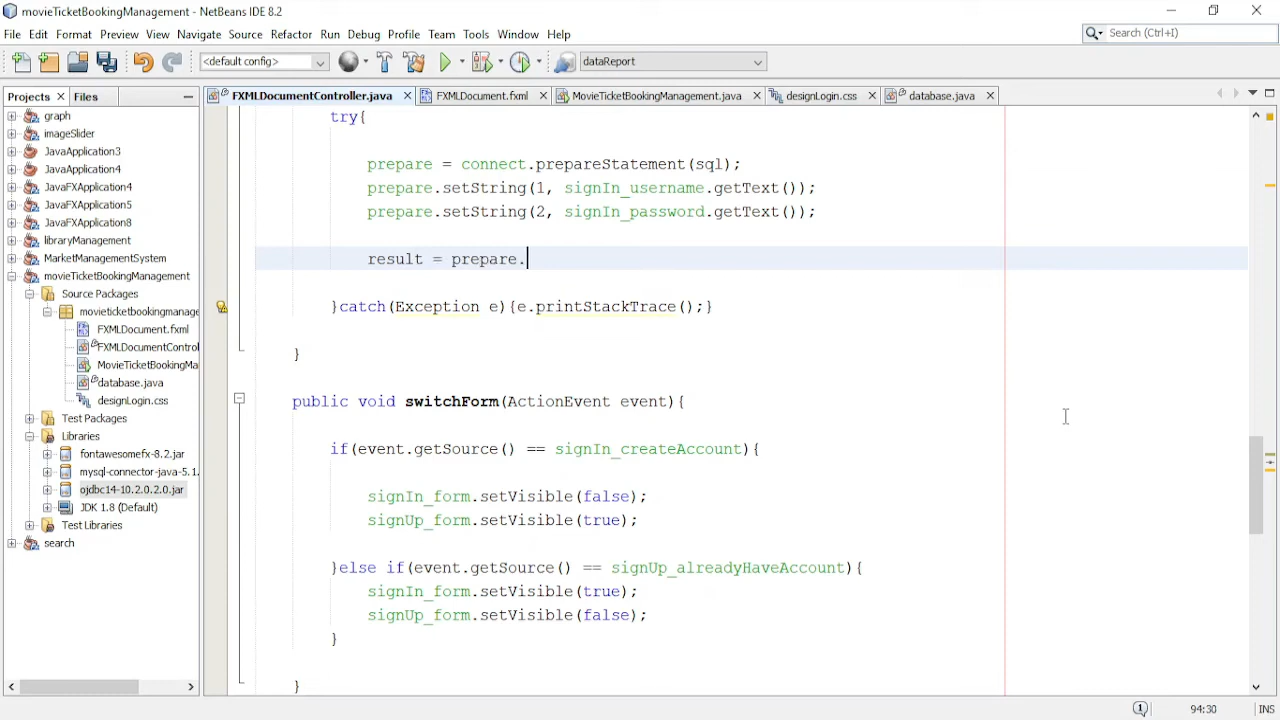 movieTicketBookingManagement - NetBeans IDE 8.2
File Edit Format Preview View Navigate Source Refactor Run Debug Profile Team Tools Window Help
Search (Ctrl+I)
<default config>
dataReport
Projects
Files
FXMLDocumentController.java
FXMLDocument.fxml
MovieTicketBookingManagement.java
designLogin.css
database.java
graph
imageSlider
JavaApplication3
JavaApplication4
JavaFXApplication4
JavaFXApplication5
JavaFXApplication8
libraryManagement
MarketManagementSystem
movieTicketBookingManagement
Source Packages
movieticketbookingmanage
FXMLDocument.fxml
FXMLDocumentControl
MovieTicketBookingMa
database.java
designLogin.css
Test Packages
Libraries
fontawesomefx-8.2.jar
mysql-connector-java-5.1.
ojdbc14-10.2.0.2.0.jar
JDK 1.8 (Default)
Test Libraries
search
try{
prepare = connect.prepareStatement(sql);
prepare.setString(1, signIn_username.getText());
prepare.setString(2, signIn_password.getText());
result = prepare.
}catch(Exception e){e.printStackTrace();}
}
public void switchForm(ActionEvent event){
if(event.getSource() == signIn_createAccount){
signIn_form.setVisible(false);
signUp_form.setVisible(true);
}else if(event.getSource() == signUp_alreadyHaveAccount){
signIn_form.setVisible(true);
signUp_form.setVisible(false);
}
}
1
94:30
INS